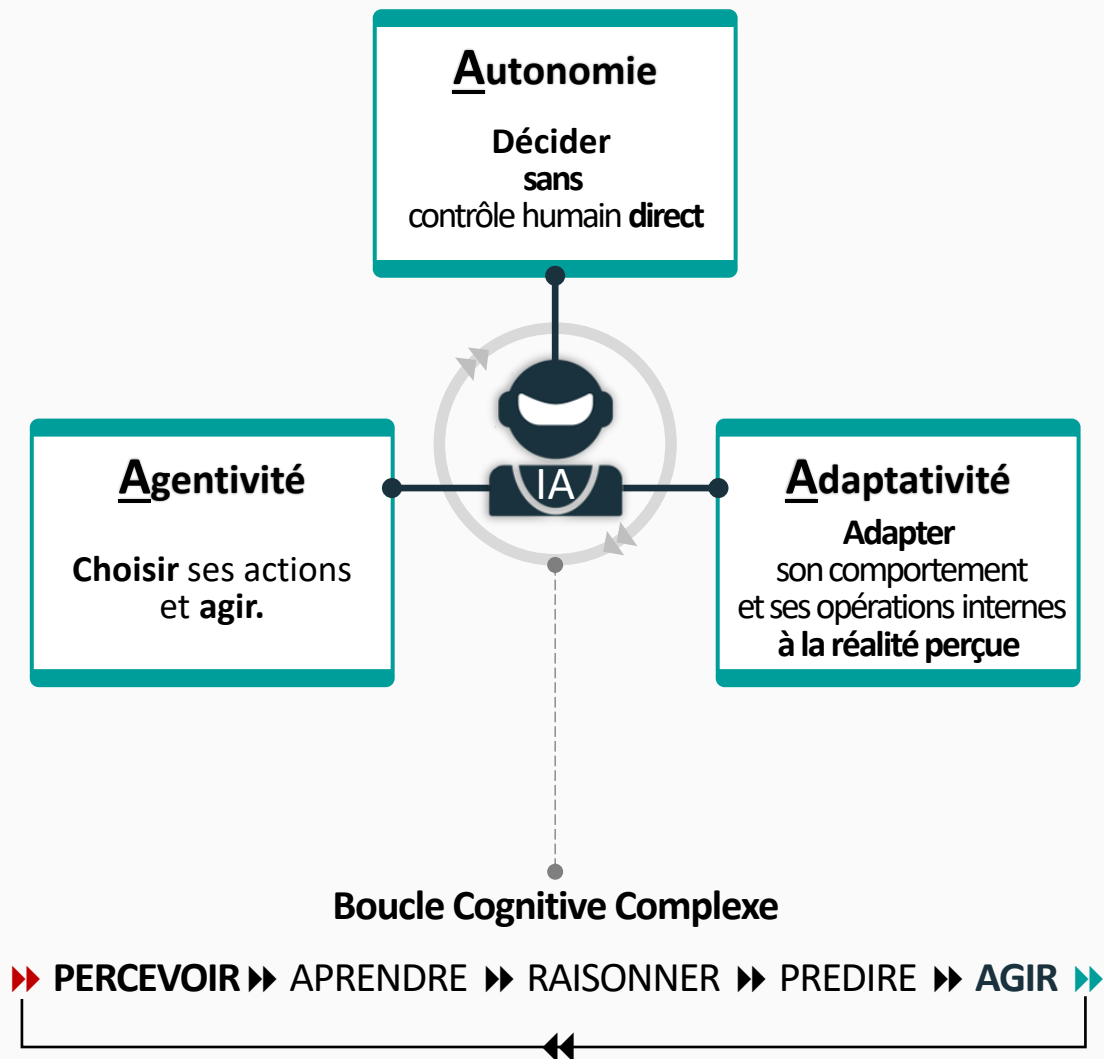 Autonomie
Décider
sans
contrôle humain direct
IA
Agentivité
Choisir ses actions
et agir.
Adaptativité
Adapter
son comportement
et ses opérations internes
à la réalité perçue
Boucle Cognitive Complexe
PERCEVOIR APRENDRE RAISONNER PREDIRE AGIR